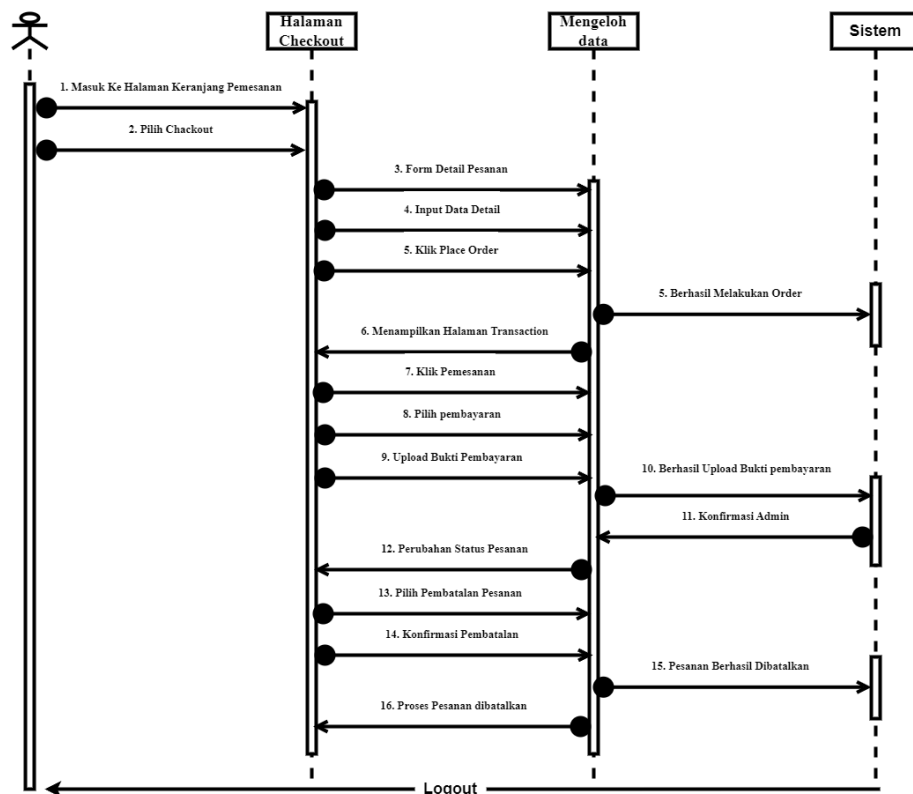 Halaman
Checkout
Mengeloh
data
Sistem
1. Masuk Ke Halaman Keranjang Pemesanan
2. Pilih Chackout
3. Form Detail Pesanan
4. Input Data Detail
5. Klik Place Order
5. Berhasil Melakukan Order
6. Menampilkan Halaman Transaction
7. Klik Pemesanan
8. Pilih pembayaran
9. Upload Bukti Pembayaran
10. Berhasil Upload Bukti pembayaran
11. Konfirmasi Admin
12. Perubahan Status Pesanan
13. Pilih Pembatalan Pesanan
14. Konfirmasi Pembatalan
15. Pesanan Berhasil Dibatalkan
16. Proses Pesanan dibatalkan
Logout